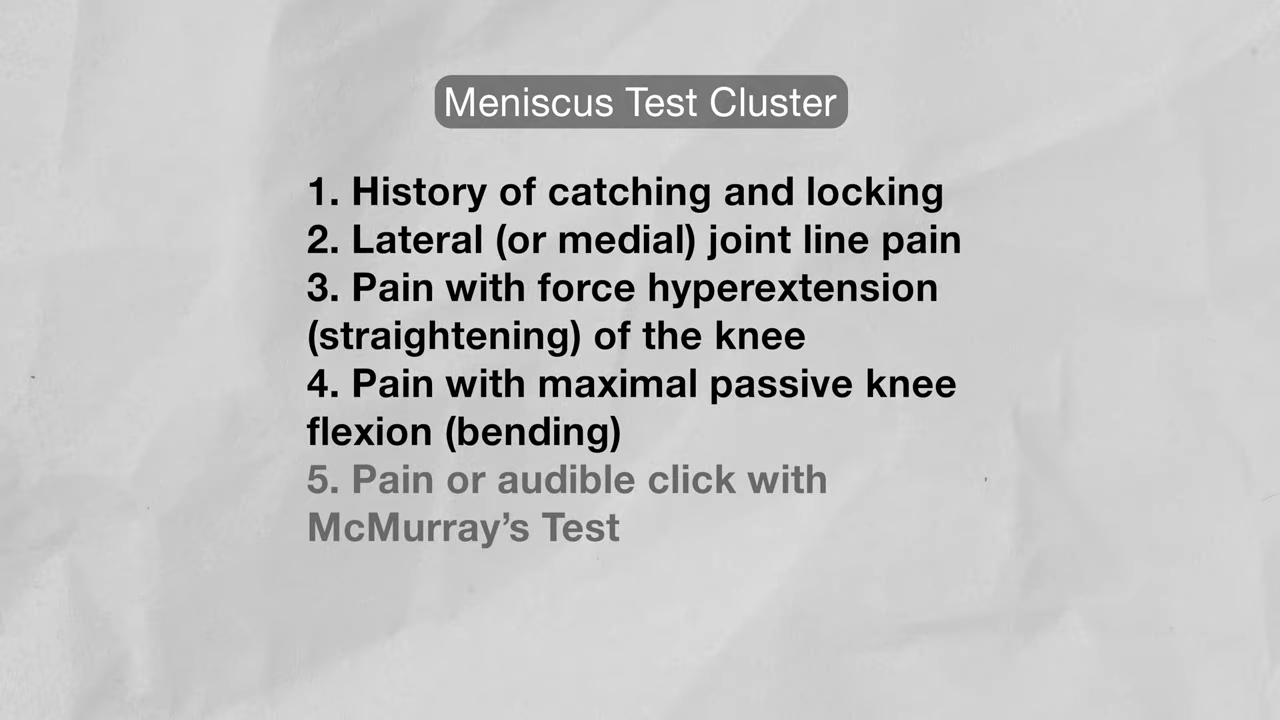 Meniscus Test Cluster
1. History of catching and locking
2. Lateral (or medial) joint line pain
3. Pain with force hyperextension
(straightening) of the knee
4. Pain with maximal passive knee
flexion (bending)
5. Pain or audible click with
McMurray’s Test